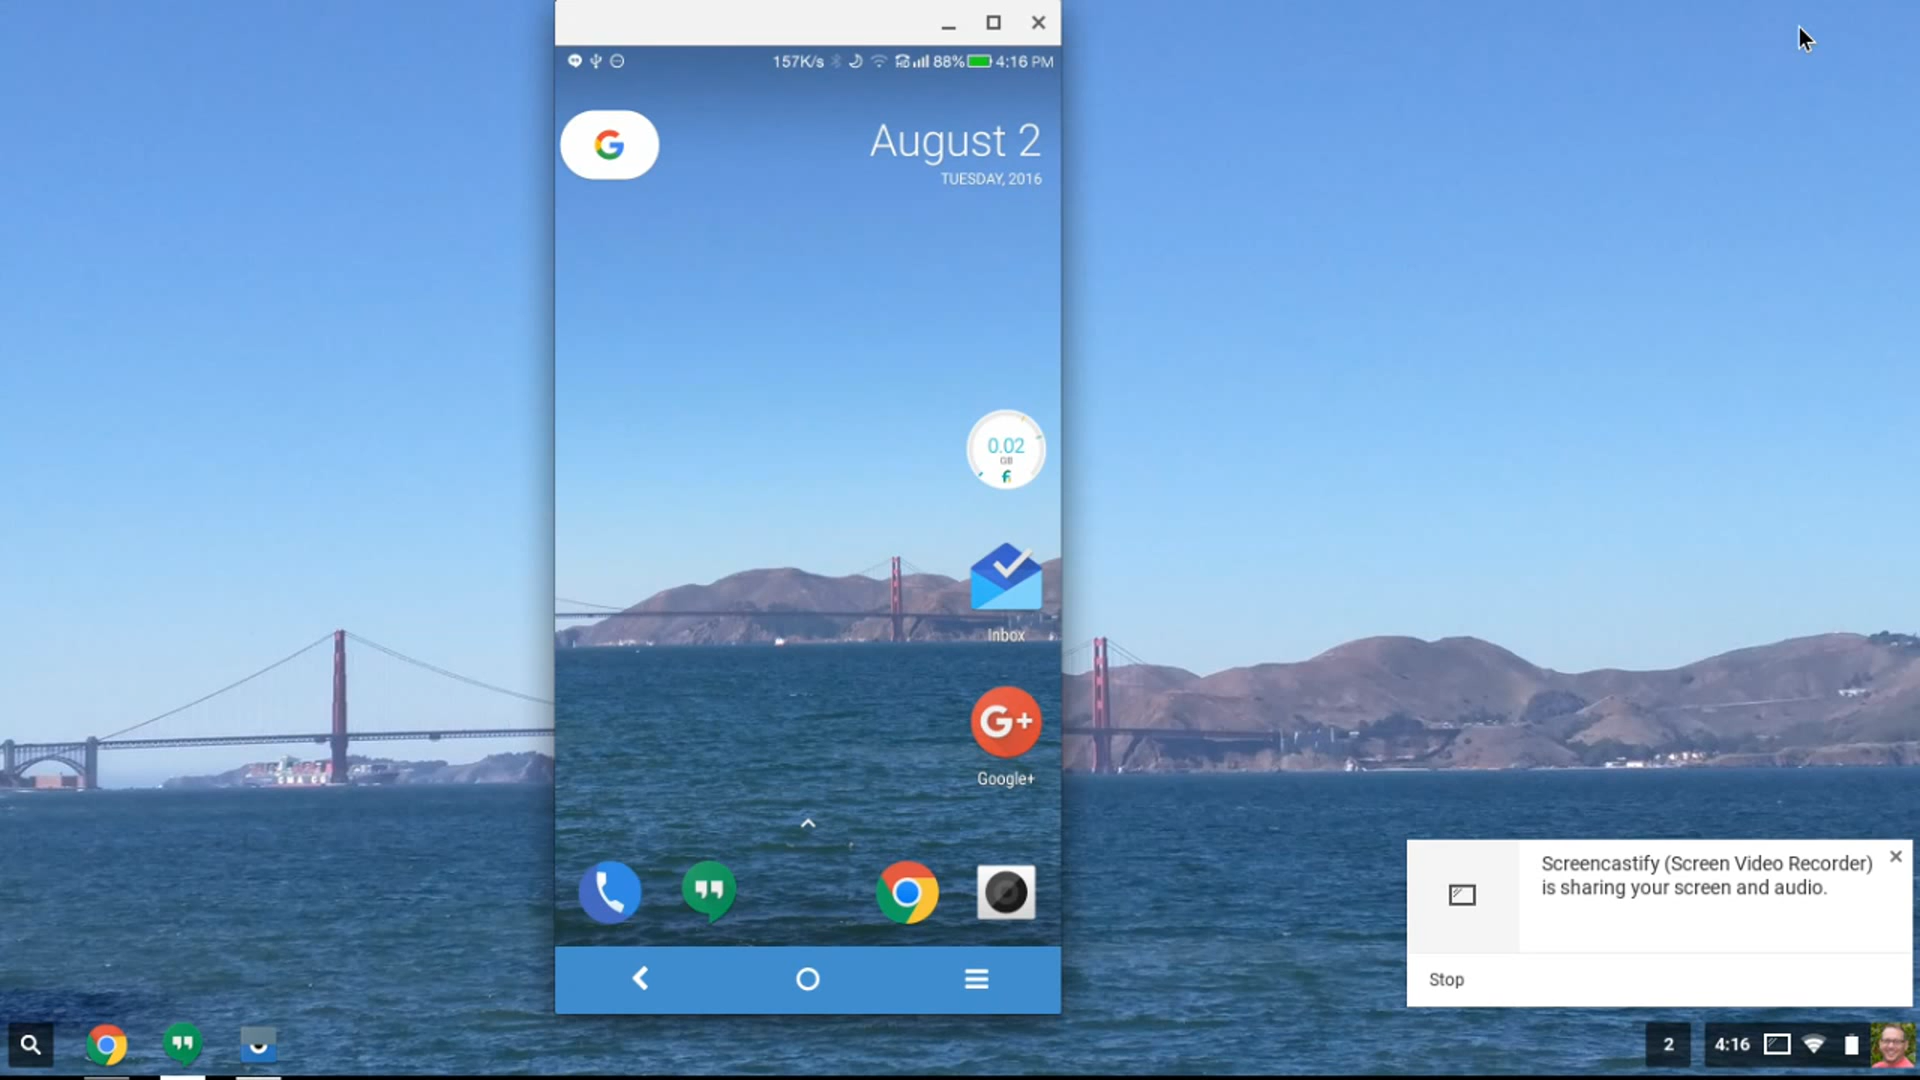 157K/s 88% 4:16 PM
G
August 2
TUESDAY, 2016
0.02
GB
fi
Inbox
G+
Google+
Screencastify (Screen Video Recorder)
is sharing your screen and audio.
Stop
2 4:16